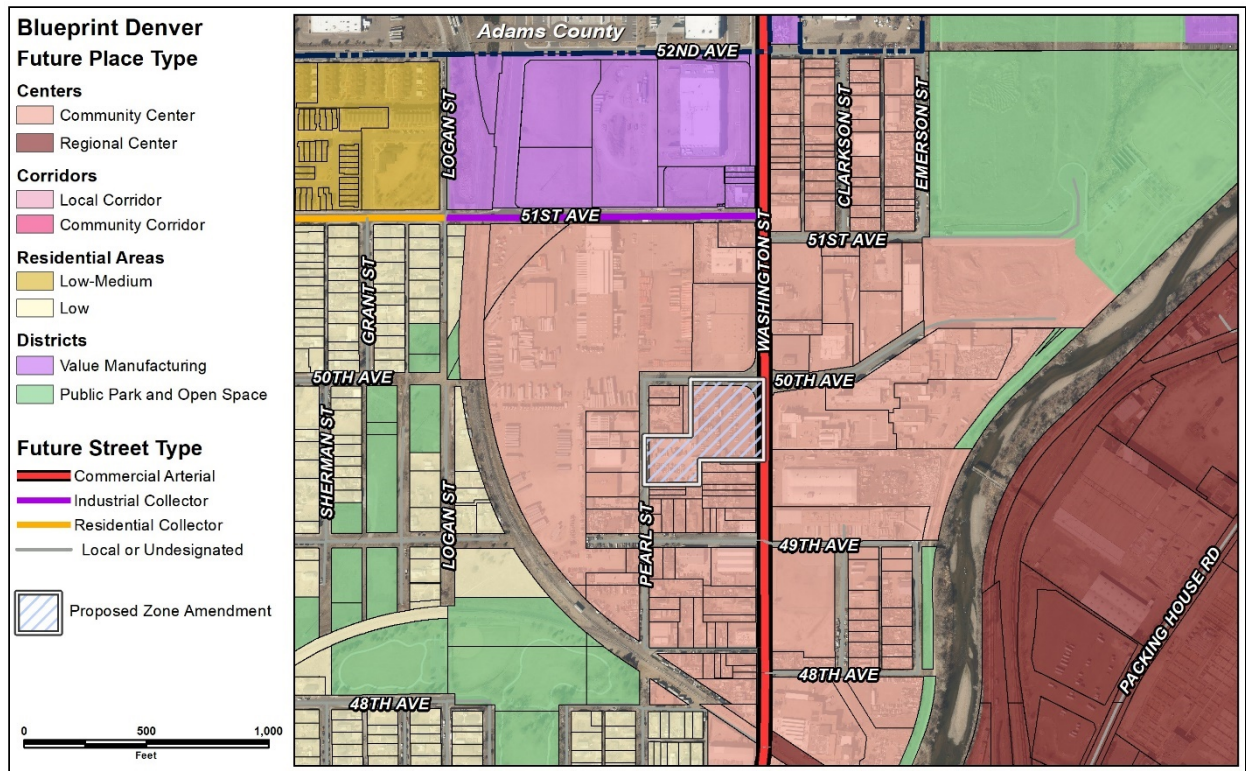 Blueprint Denver
Future Place Type
Centers
Community Center
Regional Center
Corridors
Local Corridor
Community Corridor
Residential Areas
Low-Medium
Low
Districts
Value Manufacturing
Public Park and Open Space
Future Street Type
Commercial Arterial
Industrial Collector
Residential Collector
Local or Undesignated
Proposed Zone Amendment
0 500 1,000
Feet
Adams County
52ND AVE
LOGAN ST
CLARKSON ST
EMERSON ST
51ST AVE
51ST AVE
GRANT ST
WASHINGTON ST
50TH AVE
50TH AVE
SHERMAN ST
LOGAN ST
PEARL ST
49TH AVE
48TH AVE
48TH AVE
PACKING HOUSE RD